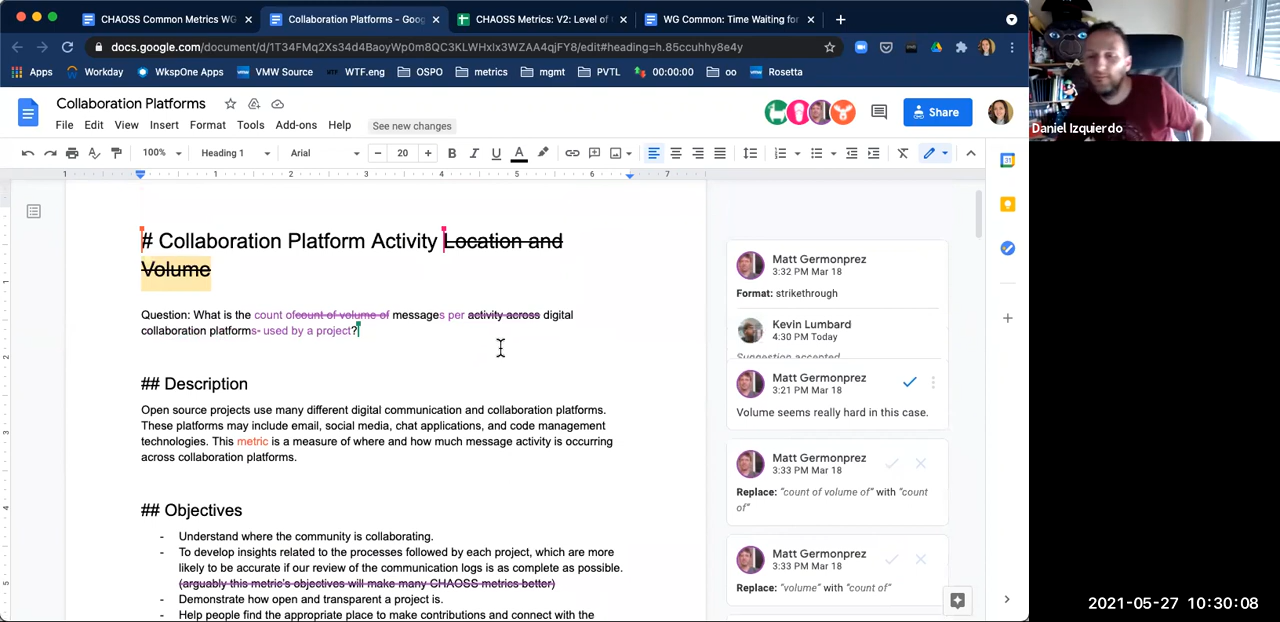 CHAOSS Common Metrics WG
Collaboration Platforms - Goog
CHAOSS Metrics: V2: Level of
WG Common: Time Waiting for
docs.google.com/document/d/1T34FMq2Xs34d4BaoyWp0m8QC3KLWHxIx3WZAA4qjFY8/edit#heading=h.85ccuhhy8e4y
Apps Workday WkspOne Apps VMW Source WTF.eng OSPO metrics mgmt PVTL 00:00:00 oo Rosetta
Collaboration Platforms
File Edit View Insert Format Tools Add-ons Help See new changes
Share
100% Heading 1 Arial 20 B I U A
1 1 2 3 4 5 6 7
# Collaboration Platform Activity Location and
Volume
Question: What is the count ofcount of volume of messages per activity across digital
collaboration platforms- used by a project?
## Description
Open source projects use many different digital communication and collaboration platforms.
These platforms may include email, social media, chat applications, and code management
technologies. This metric is a measure of where and how much message activity is occurring
across collaboration platforms.
## Objectives
- Understand where the community is collaborating.
- To develop insights related to the processes followed by each project, which are more
likely to be accurate if our review of the communication logs is as complete as possible.
(arguably this metric's objectives will make many CHAOSS metrics better)
- Demonstrate how open and transparent a project is.
- Help people find the appropriate place to make contributions and connect with the
Matt Germonprez
3:32 PM Mar 18
Format: strikethrough
Kevin Lumbard
4:30 PM Today
Suggestion accepted
Matt Germonprez
3:21 PM Mar 18
Volume seems really hard in this case.
Matt Germonprez
3:33 PM Mar 18
Replace: "count of volume of" with "count
of"
Matt Germonprez
3:33 PM Mar 18
Replace: "volume" with "count of"
Daniel Izquierdo
2021-05-27 10:30:08